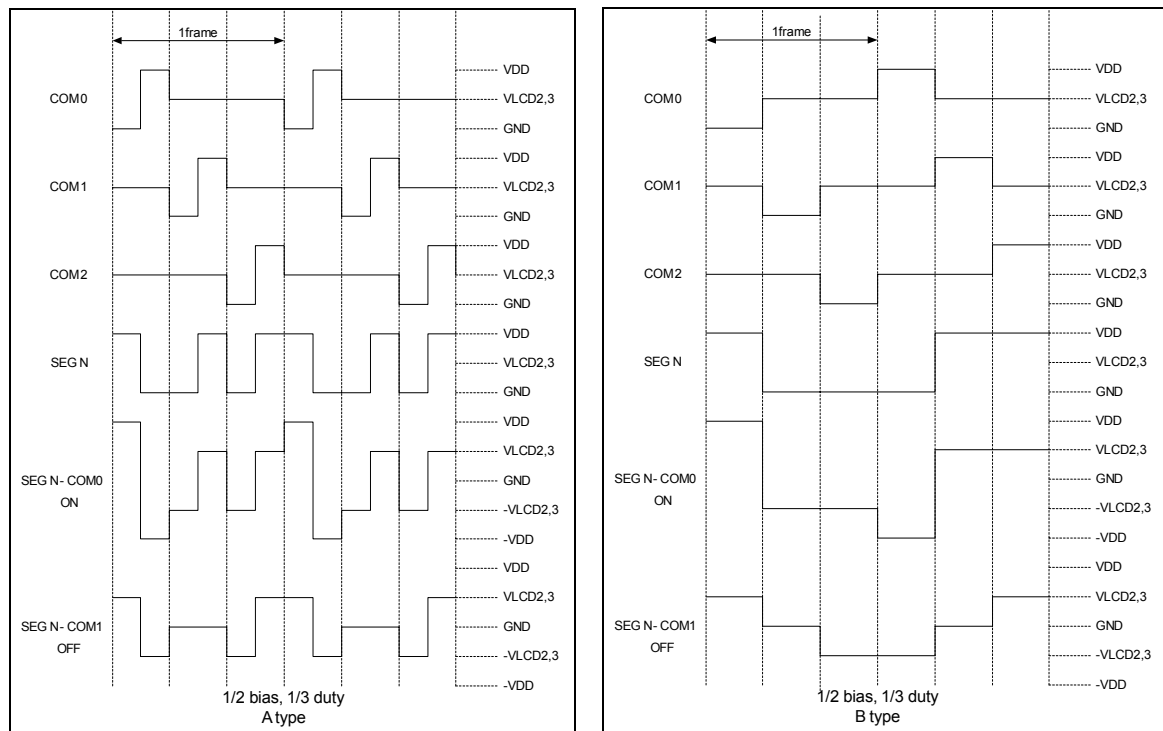 1frame
COM0
VDD
VLCD2,3
GND
COM1
VDD
VLCD2,3
GND
COM2
VDD
VLCD2,3
GND
SEG N
VDD
VLCD2,3
GND
SEG N- COM0
ON
VDD
VLCD2,3
GND
-VLCD2,3
-VDD
SEG N- COM1
OFF
VDD
VLCD2,3
GND
-VLCD2,3
-VDD
1/2 bias, 1/3 duty
A type
1frame
COM0
VDD
VLCD2,3
GND
COM1
VDD
VLCD2,3
GND
COM2
VDD
VLCD2,3
GND
SEG N
VDD
VLCD2,3
GND
SEG N- COM0
ON
VDD
VLCD2,3
GND
-VLCD2,3
-VDD
SEG N- COM1
OFF
VDD
VLCD2,3
GND
-VLCD2,3
-VDD
1/2 bias, 1/3 duty
B type